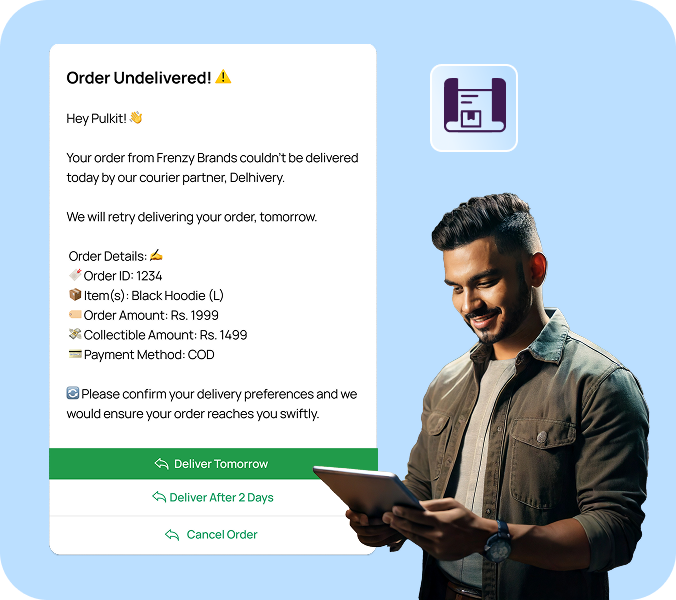 Order Undelivered! ⚠️
Hey Pulkit! 👋
Your order from Frenzy Brands couldn't be delivered
today by our courier partner, Delhivery.
We will retry delivering your order, tomorrow.
Order Details: ✍️
Order ID: 1234
📦 Item(s): Black Hoodie (L)
🏷️ Order Amount: Rs. 1999
💸 Collectible Amount: Rs. 1499
💳 Payment Method: COD
🔄 Please confirm your delivery preferences and we
would ensure your order reaches you swiftly.
Deliver Tomorrow
Deliver After 2 Days
Cancel Order